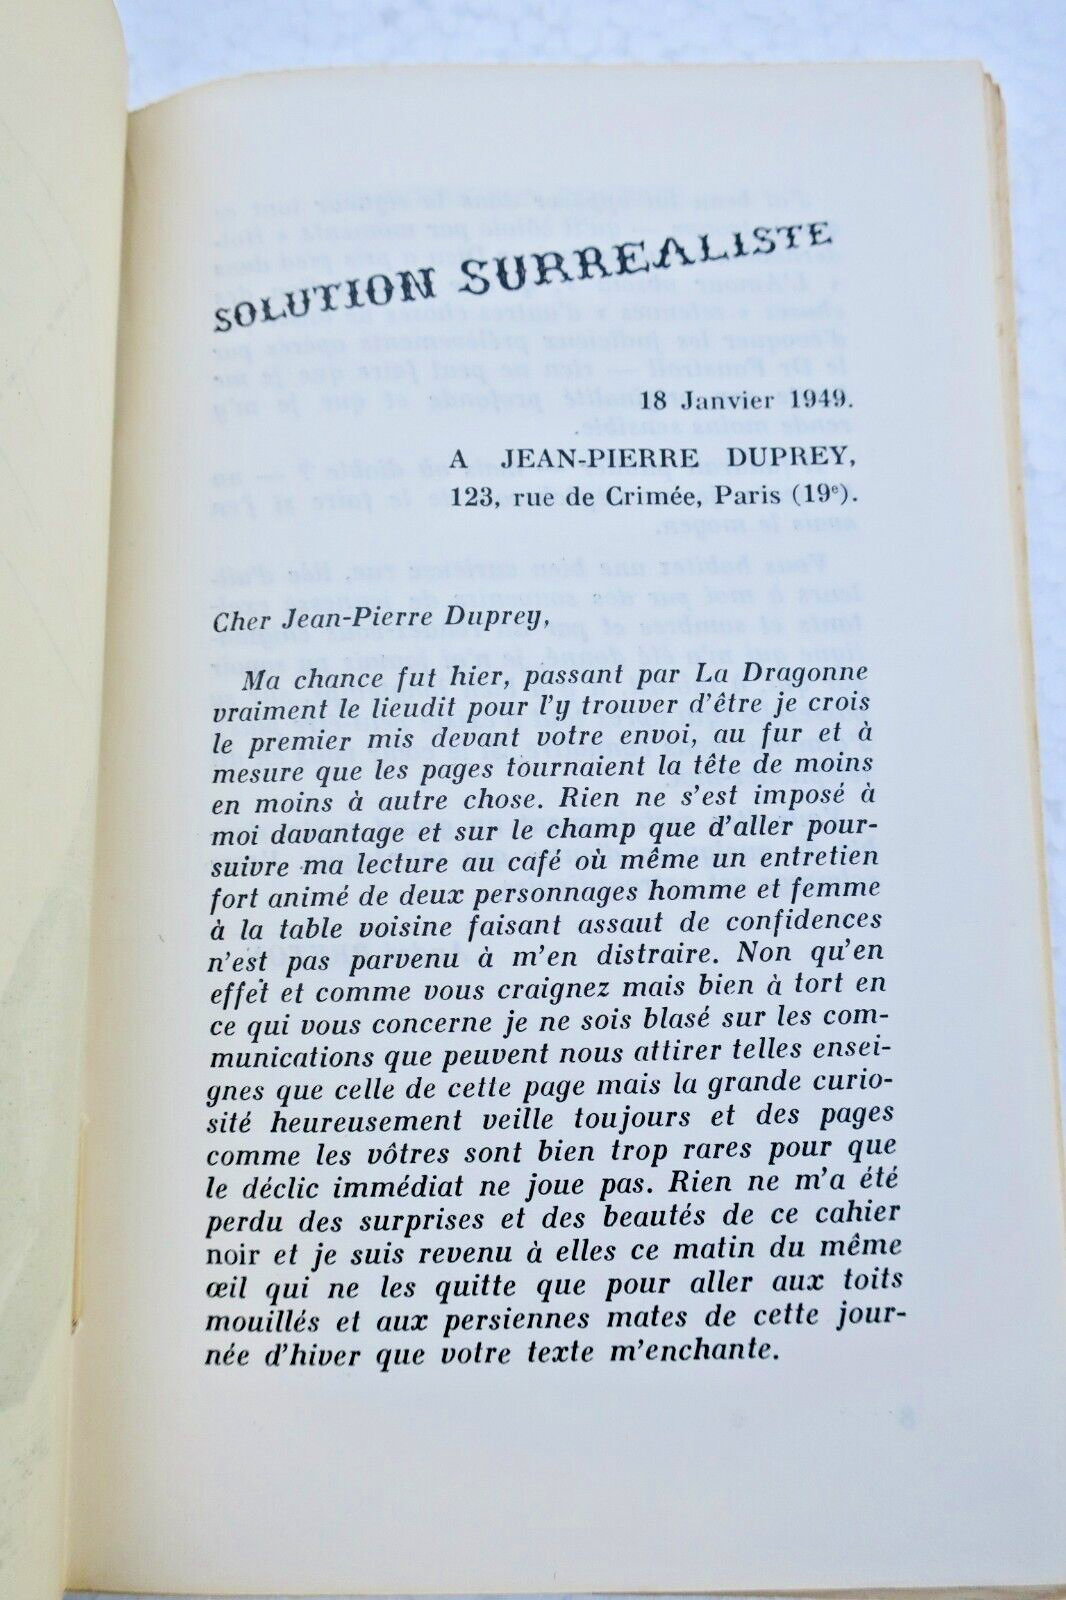 SOLUTION SURREALISTE
18 Janvier 1949.
A JEAN-PIERRE DUPREY,
123, rue de Crimée, Paris (19e).
Cher Jean-Pierre Duprey,
Ma chance fut hier, passant par La Dragonne
vraiment le lieudit pour l'y trouver d'être je crois
le premier mis devant votre envoi, au fur et à
mesure que les pages tournaient la tête de moins
en moins à autre chose. Rien ne s'est imposé à
moi davantage et sur le champ que d'aller pour-
suivre ma lecture au café où même un entretien
fort animé de deux personnages homme et femme
à la table voisine faisant assaut de confidences
n'est pas parvenu à m'en distraire. Non qu'en
effet et comme vous craignez mais bien à tort en
ce qui vous concerne je ne sois blasé sur les com-
munications que peuvent nous attirer telles ensei-
gnes que celle de cette page mais la grande curio-
sité heureusement veille toujours et des pages
comme les vôtres sont bien trop rares pour que
le déclic immédiat ne joue pas. Rien ne m'a été
perdu des surprises et des beautés de ce cahier
noir et je suis revenu à elles ce matin du même
œil qui ne les quitte que pour aller aux toits
mouillés et aux persiennes mates de cette jour-
née d'hiver que votre texte m'enchante.